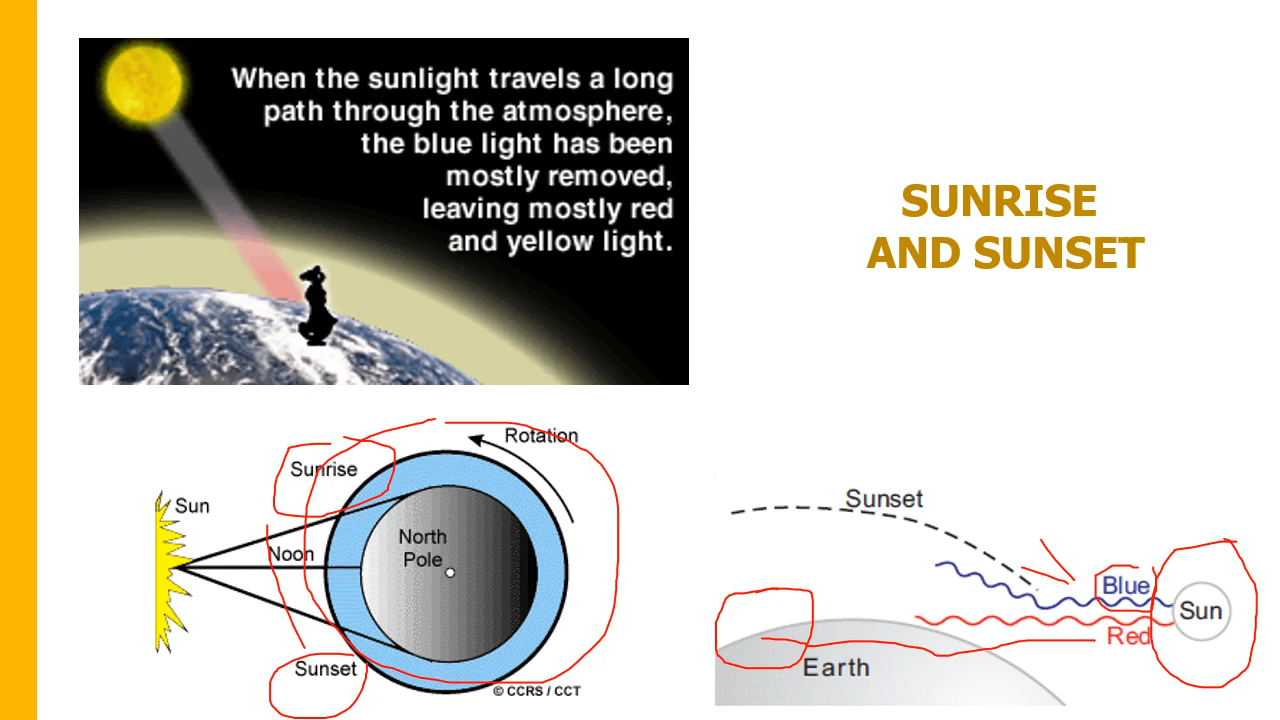 When the sunlight travels a long
path through the atmosphere,
the blue light has been
mostly removed,
leaving mostly red
and yellow light.
SUNRISE
AND SUNSET
Rotation
Sunrise
Sun
Noon
North
Pole
Sunset
© CCRS / CCT
Sunset
Blue
Sun
Red
Earth